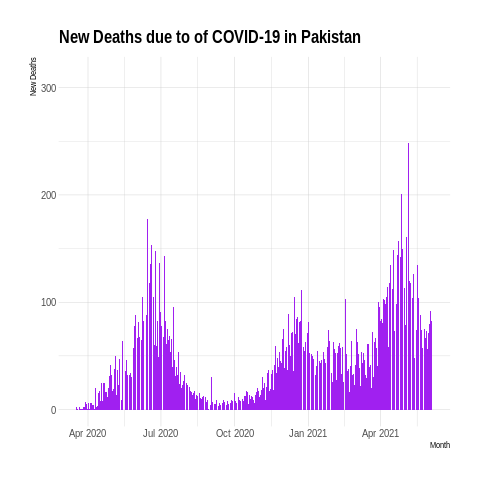 New Deaths due to of COVID-19 in Pakistan
New Deaths
300
200
100
0
Apr 2020 Jul 2020 Oct 2020 Jan 2021 Apr 2021
Month